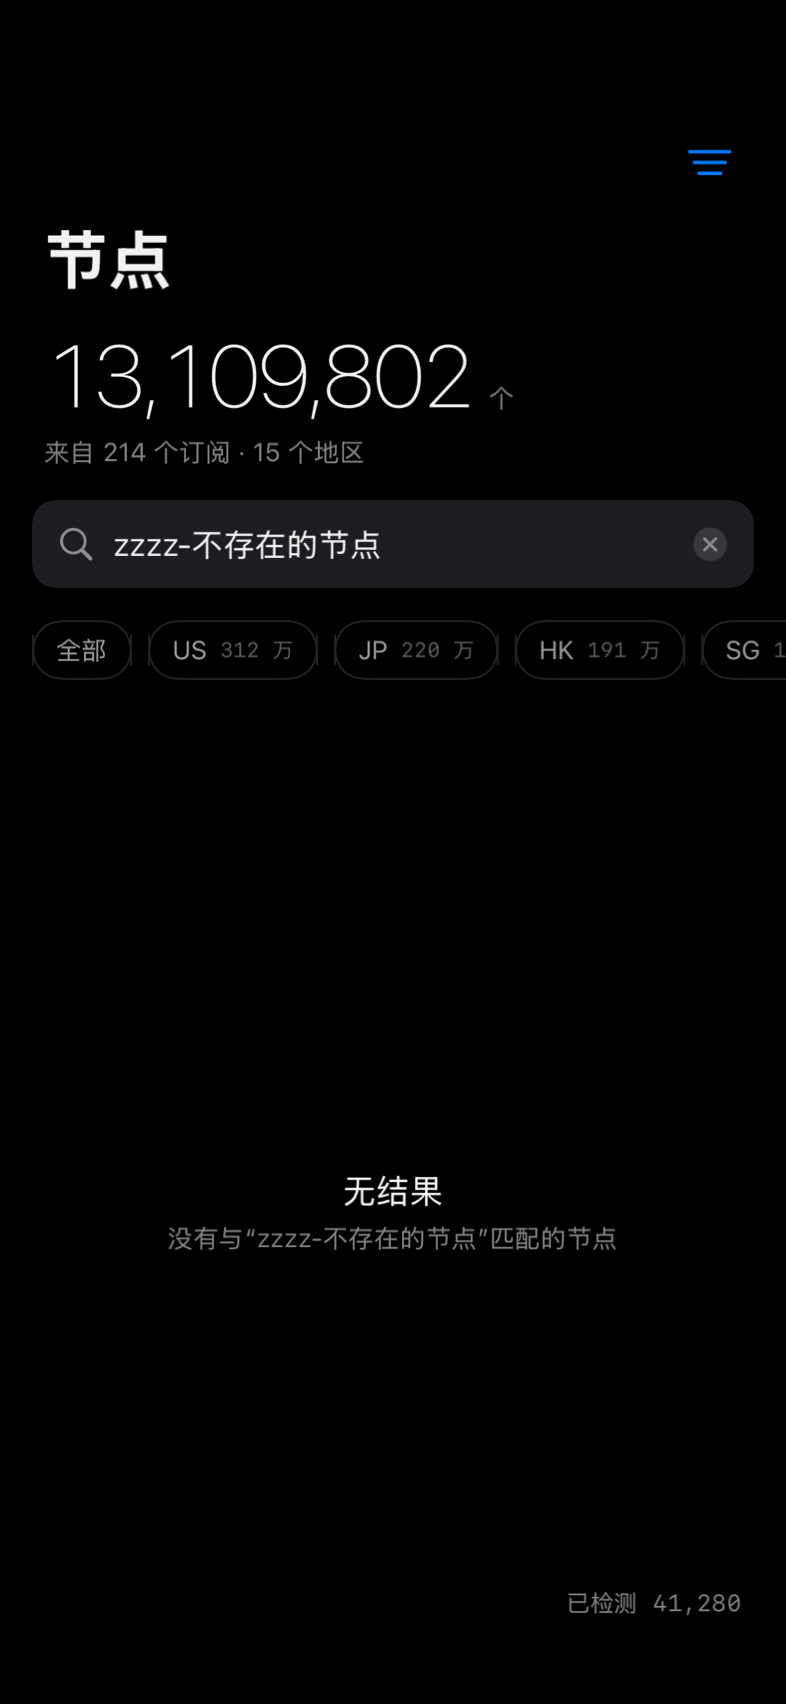 节点
13,109,802 个
来自 214 个订阅 · 15 个地区
zzzz-不存在的节点
全部 US 312 万 JP 220 万 HK 191 万 SG 1
无结果
没有与“zzzz-不存在的节点”匹配的节点
已检测 41,280